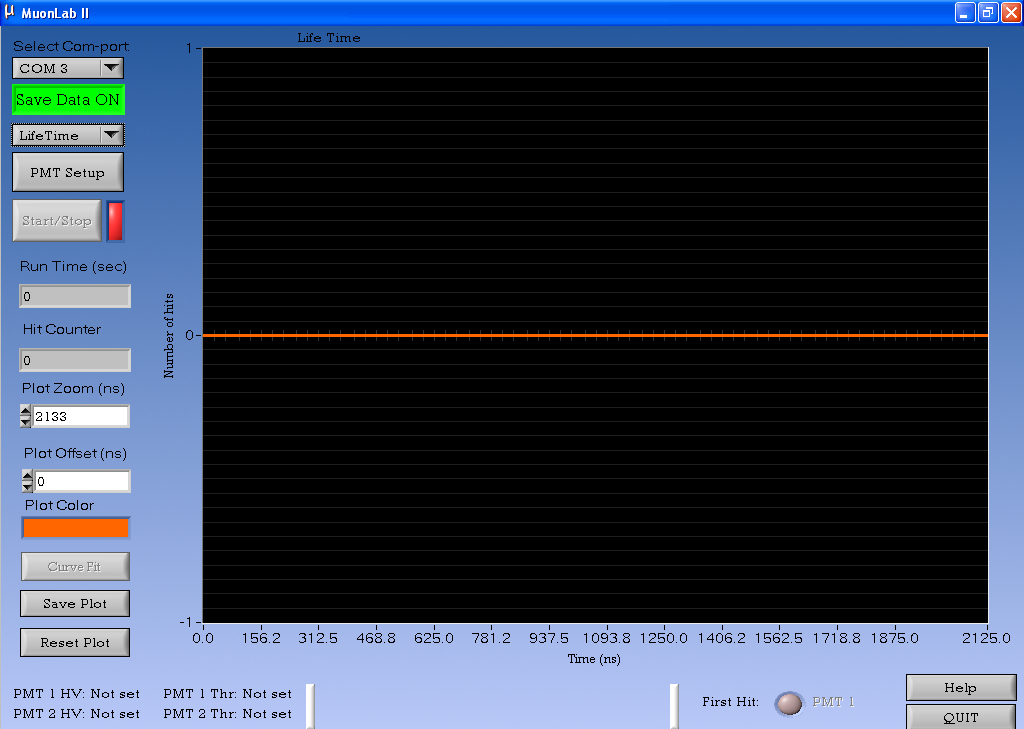 μ MuonLab II
Select Com-port
COM 3
Save Data ON
LifeTime
PMT Setup
Start/Stop
Run Time (sec)
0
Hit Counter
0
Plot Zoom (ns)
2133
Plot Offset (ns)
0
Plot Color
Curve Fit
Save Plot
Reset Plot
Life Time
Number of hits
1
0
-1
0.0 156.2 312.5 468.8 625.0 781.2 937.5 1093.8 1250.0 1406.2 1562.5 1718.8 1875.0 2125.0
Time (ns)
PMT 1 HV: Not set PMT 1 Thr: Not set
PMT 2 HV: Not set PMT 2 Thr: Not set
First Hit: PMT 1
Help
QUIT